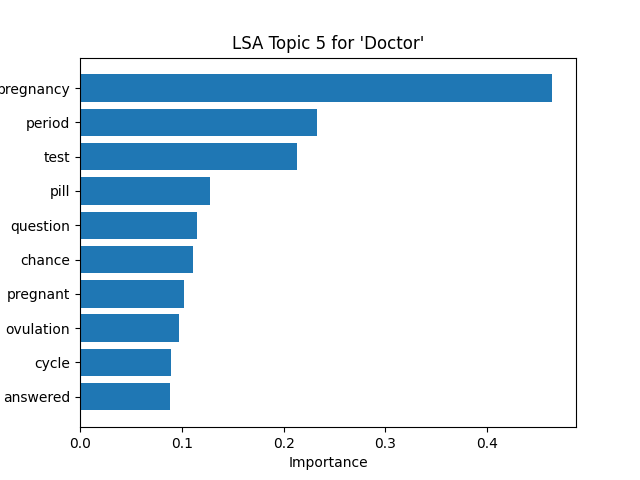 LSA Topic 5 for 'Doctor'
pregnancy
period
test
pill
question
chance
pregnant
ovulation
cycle
answered
0.0 0.1 0.2 0.3 0.4
Importance